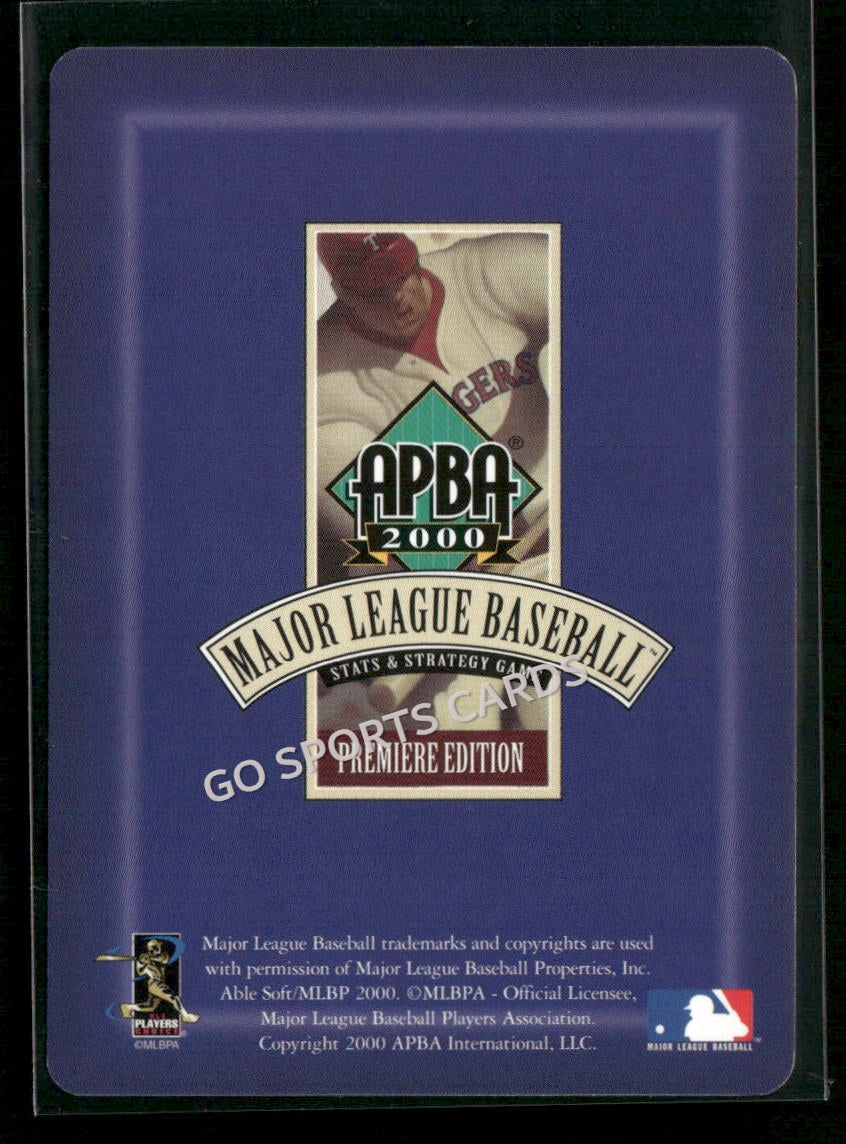 T
GERS
APBA®
2000
MAJOR LEAGUE BASEBALL™
STATS & STRATEGY GAME
GO SPORTS CARDS
PREMIERE EDITION
Major League Baseball trademarks and copyrights are used
with permission of Major League Baseball Properties, Inc.
Able Soft/MLBP 2000. ©MLBPA - Official Licensee,
Major League Baseball Players Association.
Copyright 2000 APBA International, LLC.
PLAYERS
CHOICE
©MLBPA
MAJOR LEAGUE BASEBALL